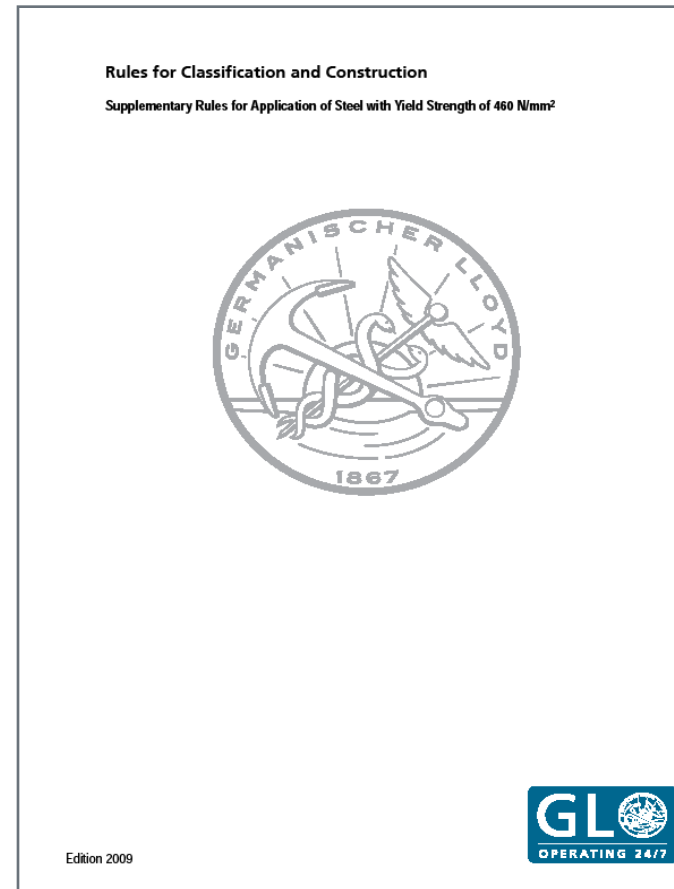 Rules for Classification and Construction
Supplementary Rules for Application of Steel with Yield Strength of 460 N/mm²
GERMANISCHER LLOYD
1867
GL
OPERATING 24/7
Edition 2009